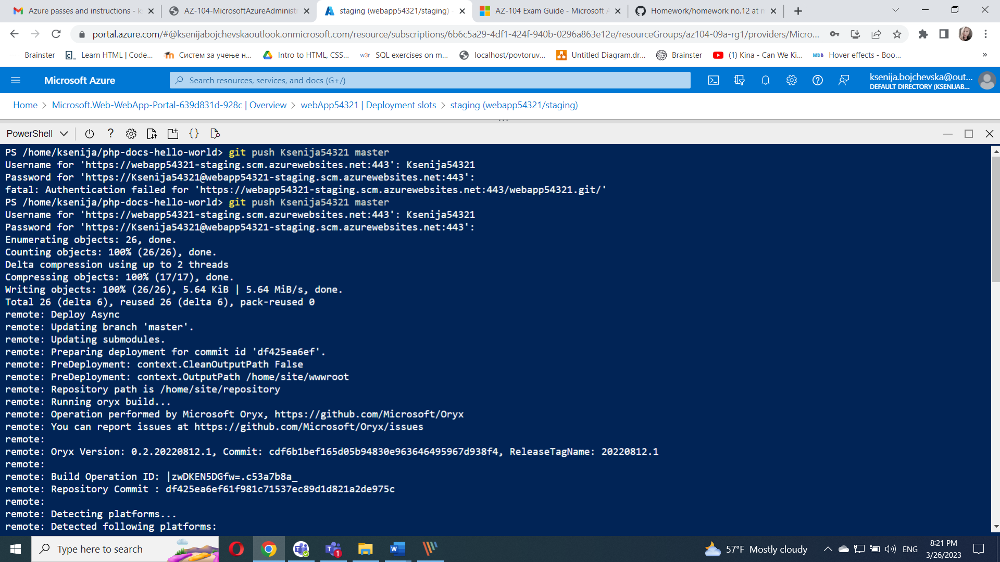 Azure passes and instructions - ks
AZ-104-MicrosoftAzureAdministr
staging (webapp54321/staging) -
AZ-104 Exam Guide - Microsoft A
Homework/homework no.12 at m
portal.azure.com/#@ksenijabojchevskaoutlook.onmicrosoft.com/resource/subscriptions/6b6c5a29-4df1-424f-940b-0296a863e12e/resourceGroups/az104-09a-rg1/providers/Micro...
Brainster
Learn HTML | Code...
Систем за учење н...
Intro to HTML, CSS...
w3r
SQL exercises on m...
localhost/povtoruv...
Untitled Diagram.dr...
Brainster
(1) Kina - Can We Ki...
MDB
Hover effects - Boo...
»
Microsoft Azure
Search resources, services, and docs (G+/)
ksenija.bojchevska@out...
DEFAULT DIRECTORY (KSENIJAB...
Home > Microsoft.Web-WebApp-Portal-639d831d-928c | Overview > webApp54321 | Deployment slots > staging (webapp54321/staging)
PowerShell
PS /home/ksenija/php-docs-hello-world> git push Ksenija54321 master
Username for 'https://webapp54321-staging.scm.azurewebsites.net:443': Ksenija54321
Password for 'https://Ksenija54321@webapp54321-staging.scm.azurewebsites.net:443':
fatal: Authentication failed for 'https://webapp54321-staging.scm.azurewebsites.net:443/webapp54321.git/'
PS /home/ksenija/php-docs-hello-world> git push Ksenija54321 master
Username for 'https://webapp54321-staging.scm.azurewebsites.net:443': Ksenija54321
Password for 'https://Ksenija54321@webapp54321-staging.scm.azurewebsites.net:443':
Enumerating objects: 26, done.
Counting objects: 100% (26/26), done.
Delta compression using up to 2 threads
Compressing objects: 100% (17/17), done.
Writing objects: 100% (26/26), 5.64 KiB | 5.64 MiB/s, done.
Total 26 (delta 6), reused 26 (delta 6), pack-reused 0
remote: Deploy Async
remote: Updating branch 'master'.
remote: Updating submodules.
remote: Preparing deployment for commit id 'df425ea6ef'.
remote: PreDeployment: context.CleanOutputPath False
remote: PreDeployment: context.OutputPath /home/site/wwwroot
remote: Repository path is /home/site/repository
remote: Running oryx build...
remote: Operation performed by Microsoft Oryx, https://github.com/Microsoft/Oryx
remote: You can report issues at https://github.com/Microsoft/Oryx/issues
remote:
remote: Oryx Version: 0.2.20220812.1, Commit: cdf6b1bef165d05b94830e963646495967d938f4, ReleaseTagName: 20220812.1
remote:
remote: Build Operation ID: |zwDKEN5DGfw=.c53a7b8a_
remote: Repository Commit : df425ea6ef61f981c71537ec89d1d821a2de975c
remote:
remote: Detecting platforms...
remote: Detected following platforms:
Type here to search
1
57°F Mostly cloudy
ENG
8:21 PM
3/26/2023